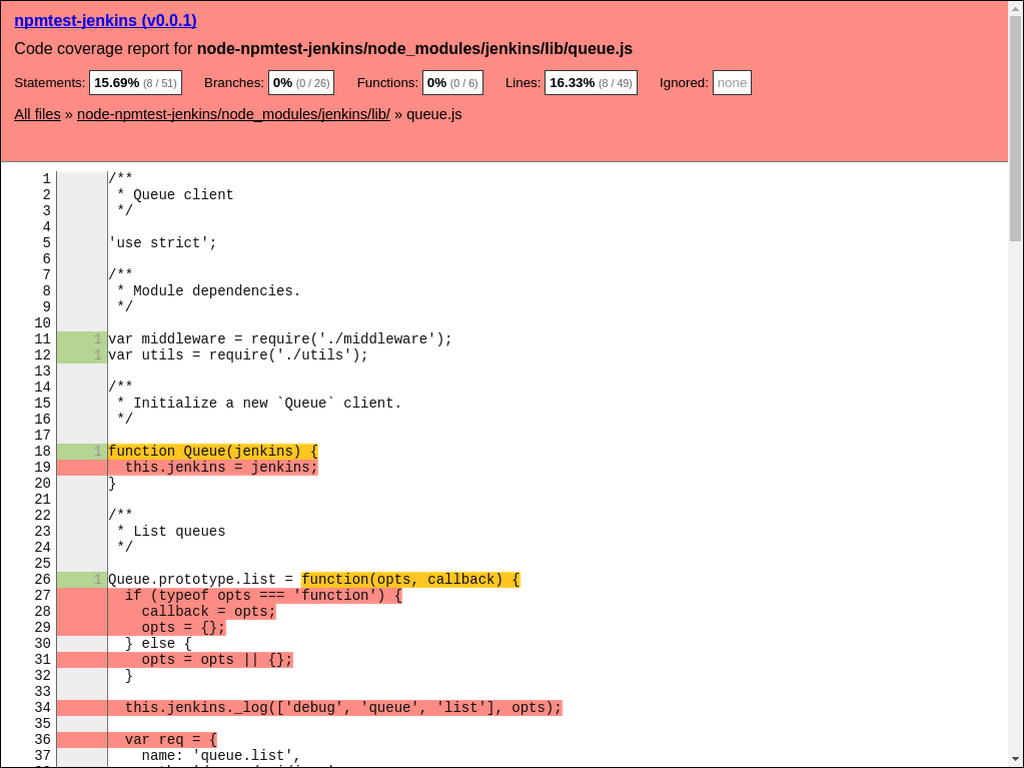 npmtest-jenkins (v0.0.1)
Code coverage report for node-npmtest-jenkins/node_modules/jenkins/lib/queue.js
Statements: 15.69% (8 / 51) Branches: 0% (0 / 26) Functions: 0% (0 / 6) Lines: 16.33% (8 / 49) Ignored: none
All files » node-npmtest-jenkins/node_modules/jenkins/lib/ » queue.js
1 /**
2  * Queue client
3  */
4
5 'use strict';
6
7 /**
8  * Module dependencies.
9  */
10
11 1 var middleware = require('./middleware');
12 1 var utils = require('./utils');
13
14 /**
15  * Initialize a new `Queue` client.
16  */
17
18 1 function Queue(jenkins) {
19   this.jenkins = jenkins;
20 }
21
22 /**
23  * List queues
24  */
25
26 1 Queue.prototype.list = function(opts, callback) {
27   if (typeof opts === 'function') {
28     callback = opts;
29     opts = {};
30   } else {
31     opts = opts || {};
32   }
33
34   this.jenkins._log(['debug', 'queue', 'list'], opts);
35
36   var req = {
37     name: 'queue.list',